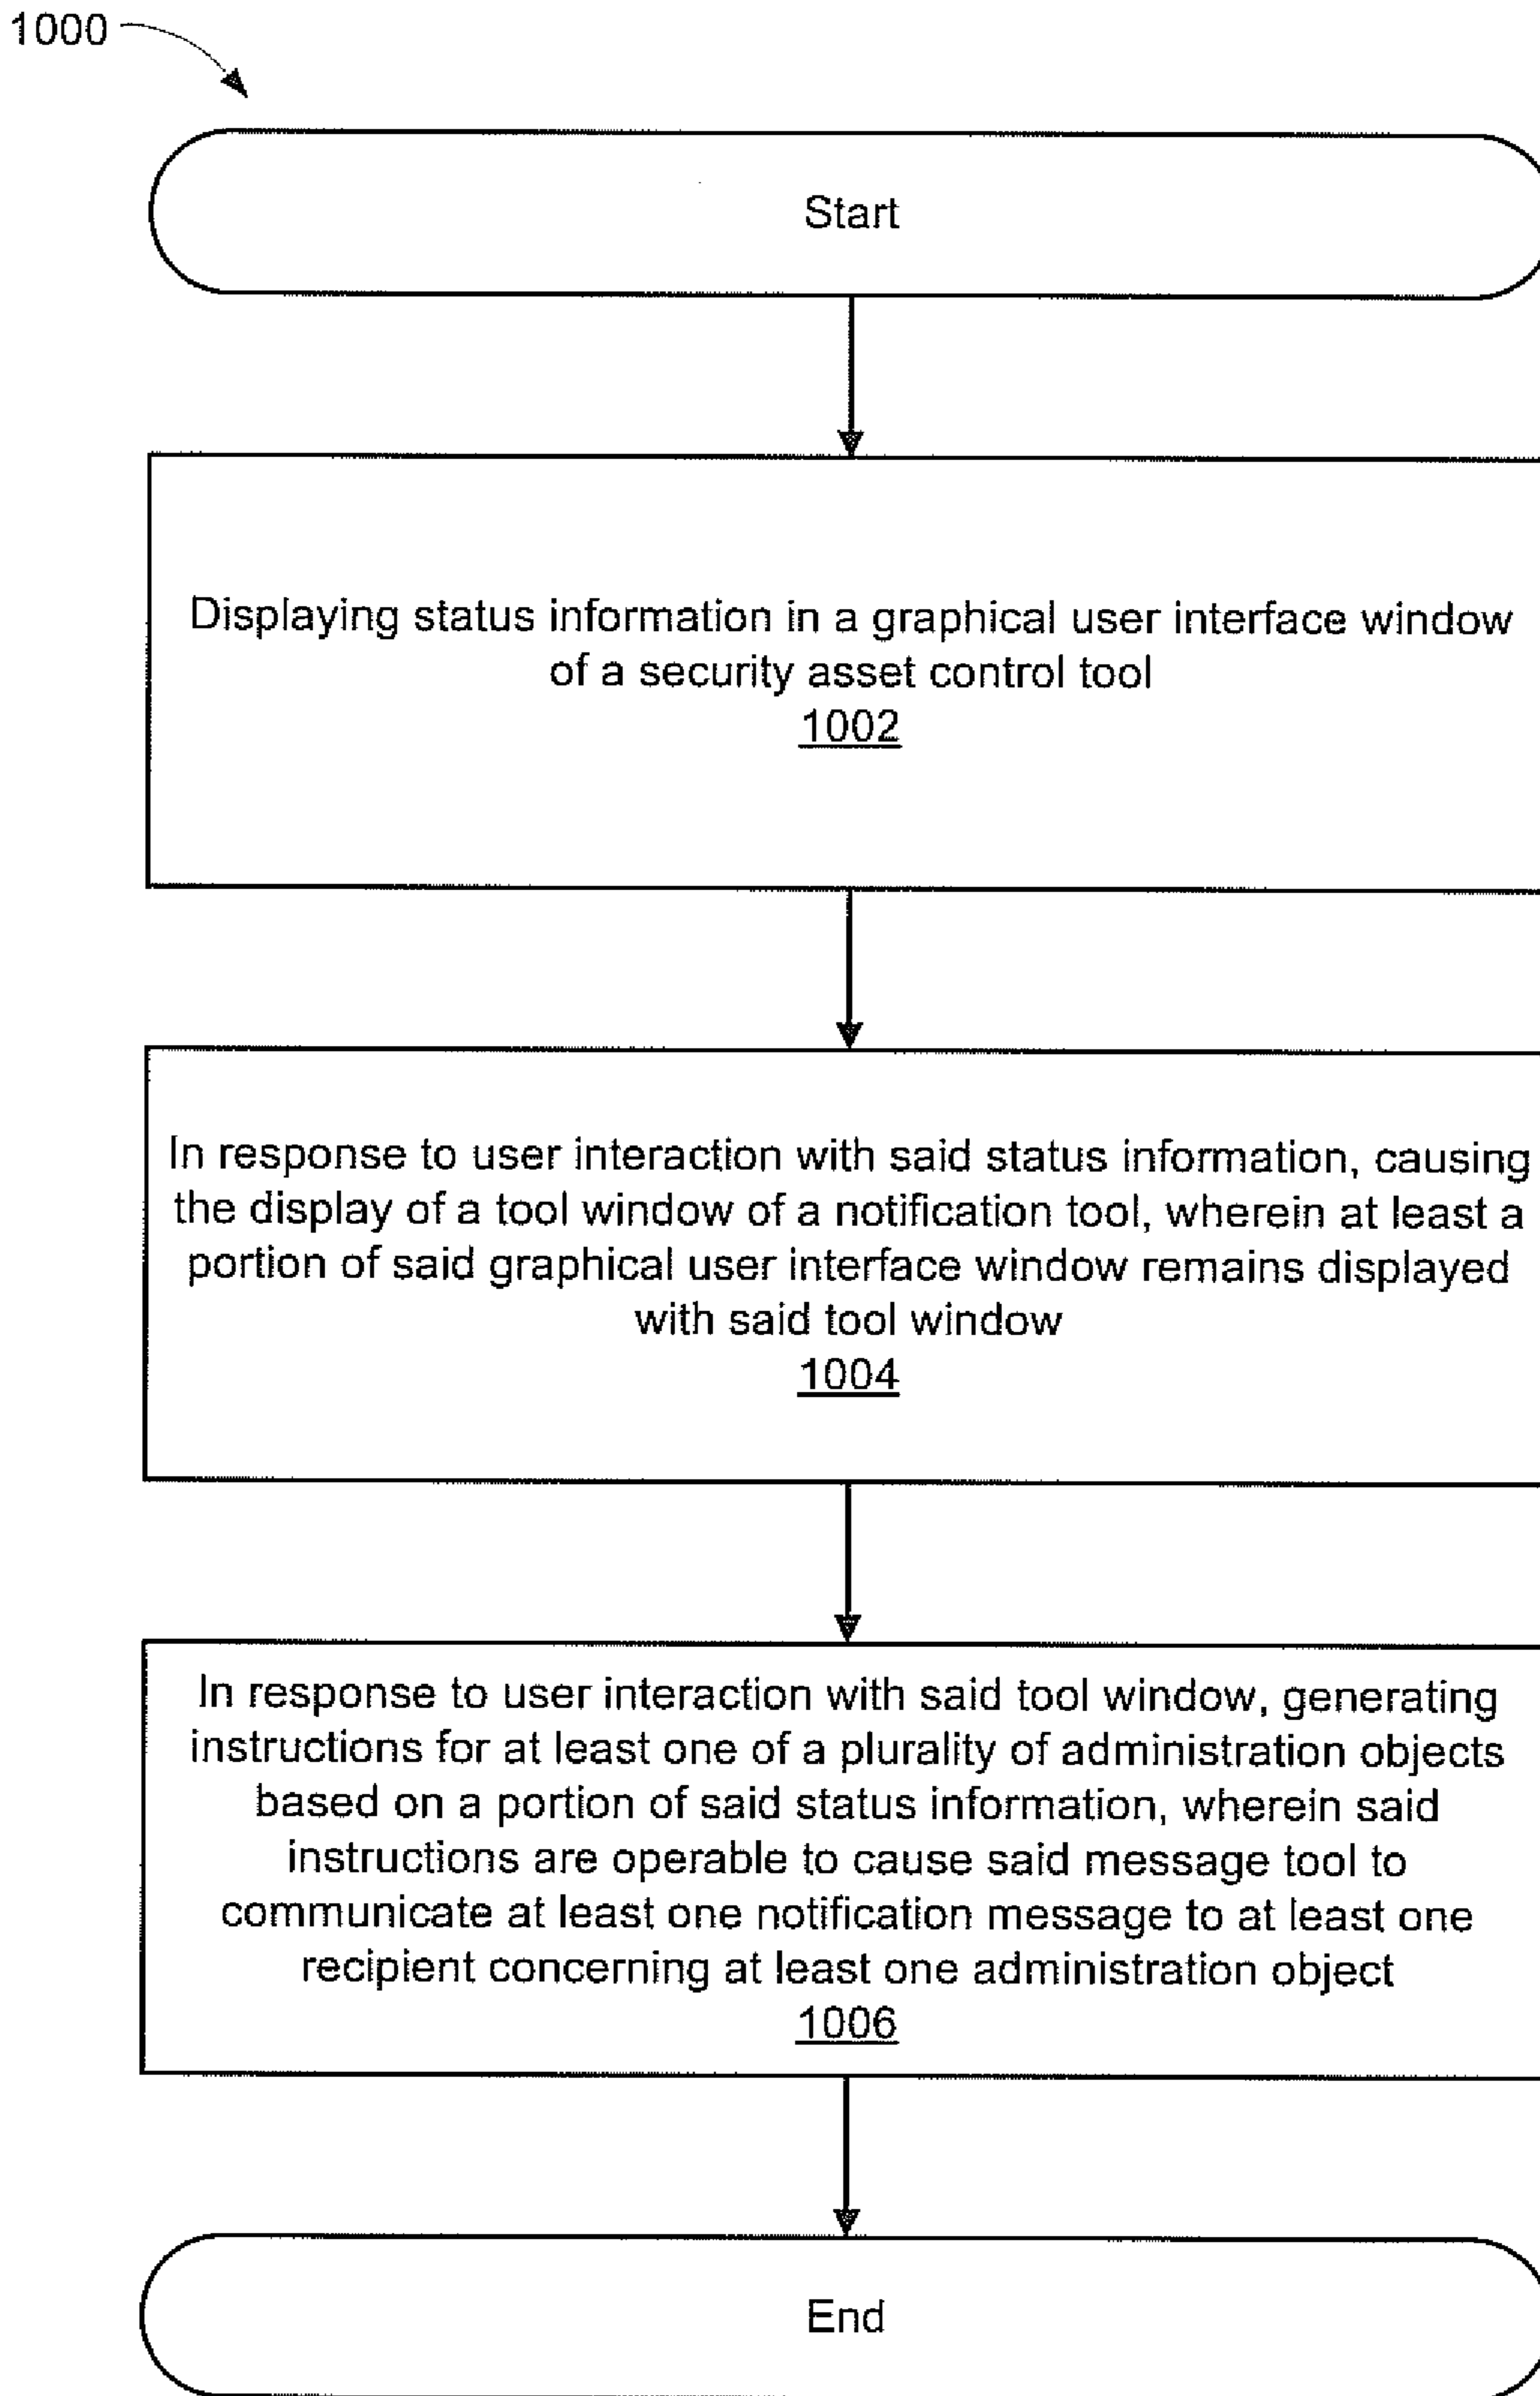 1000
Start
Displaying status information in a graphical user interface window
of a security asset control tool
1002
In response to user interaction with said status information, causing
the display of a tool window of a notification tool, wherein at least a
portion of said graphical user interface window remains displayed
with said tool window
1004
In response to user interaction with said tool window, generating
instructions for at least one of a plurality of administration objects
based on a portion of said status information, wherein said
instructions are operable to cause said message tool to
communicate at least one notification message to at least one
recipient concerning at least one administration object
1006
End